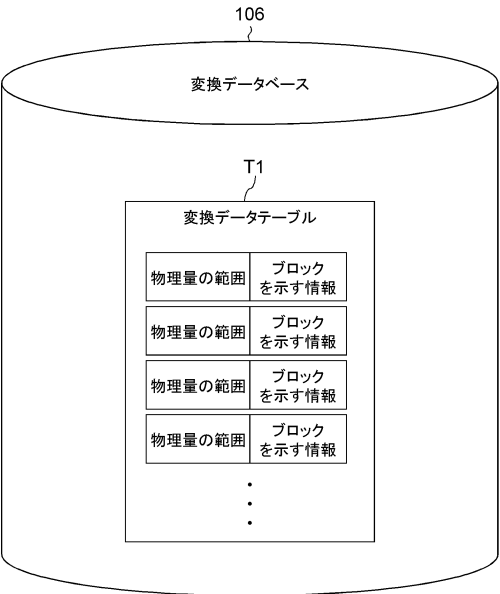 106
変換データベース
T1
変換データテーブル
物理量の範囲 ブロックを示す情報
物理量の範囲 ブロックを示す情報
物理量の範囲 ブロックを示す情報
物理量の範囲 ブロックを示す情報